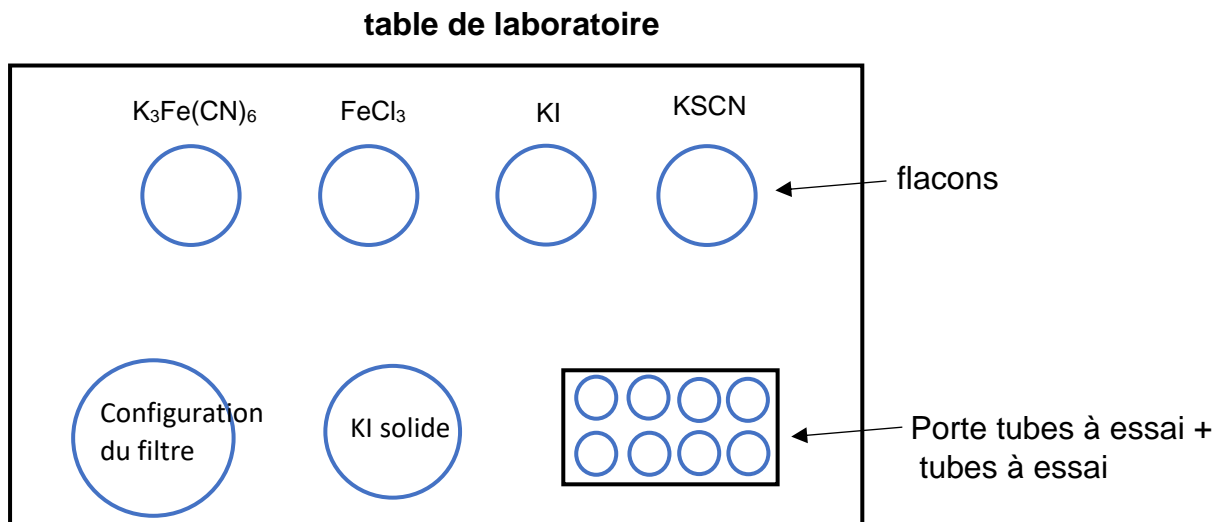 table de laboratoire
K₃Fe(CN)₆
FeCl₃
KI
KSCN
flacons
Configuration
du filtre
KI solide
Porte tubes à essai +
tubes à essai